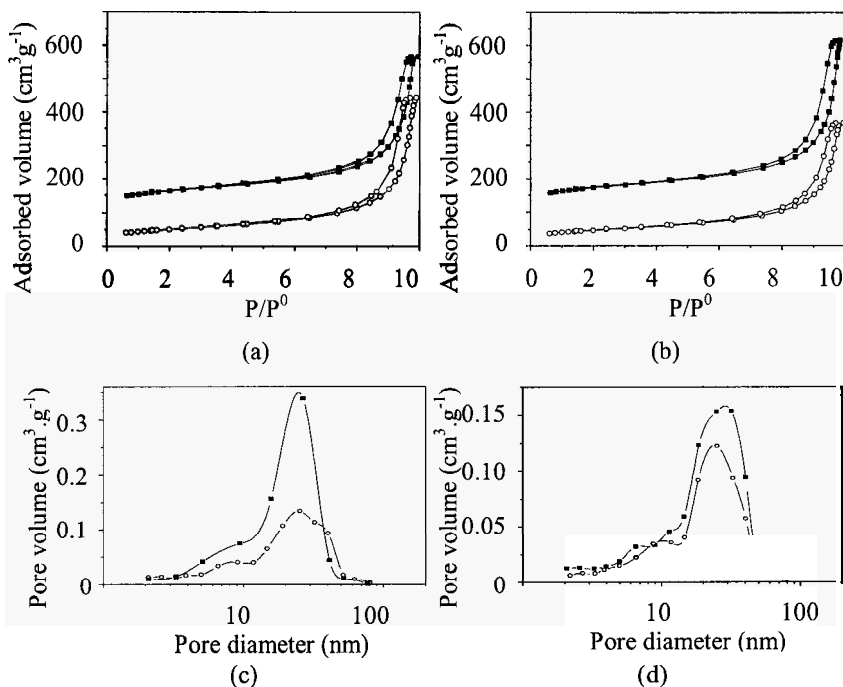 600
400
200
0
Adsorbed volume (cm³g⁻¹)
0 2 4 6 8 10
P/P⁰
(a)
600
400
200
0
Adsorbed volume (cm³g⁻¹)
2 4 6 8 10
P/P⁰
(b)
0.3
0.2
0.1
0
Pore volume (cm³.g⁻¹)
10 100
Pore diameter (nm)
(c)
0.15
0.10
0.05
0
Pore volume (cm³.g⁻¹)
10 100
Pore diameter (nm)
(d)